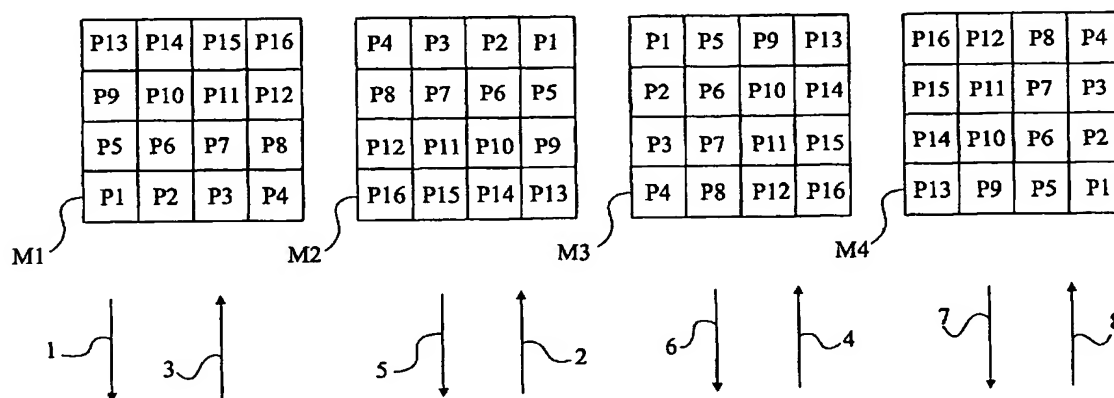 P13 P14 P15 P16 P4 P3 P2 P1 P1 P5 P9 P13 P16 P12 P8 P4
P9 P10 P11 P12 P8 P7 P6 P5 P2 P6 P10 P14 P15 P11 P7 P3
P5 P6 P7 P8 P12 P11 P10 P9 P3 P7 P11 P15 P14 P10 P6 P2
P1 P2 P3 P4 P16 P15 P14 P13 P4 P8 P12 P16 P13 P9 P5 P1
M1 M2 M3 M4
1 3 5 2 6 4 7 8